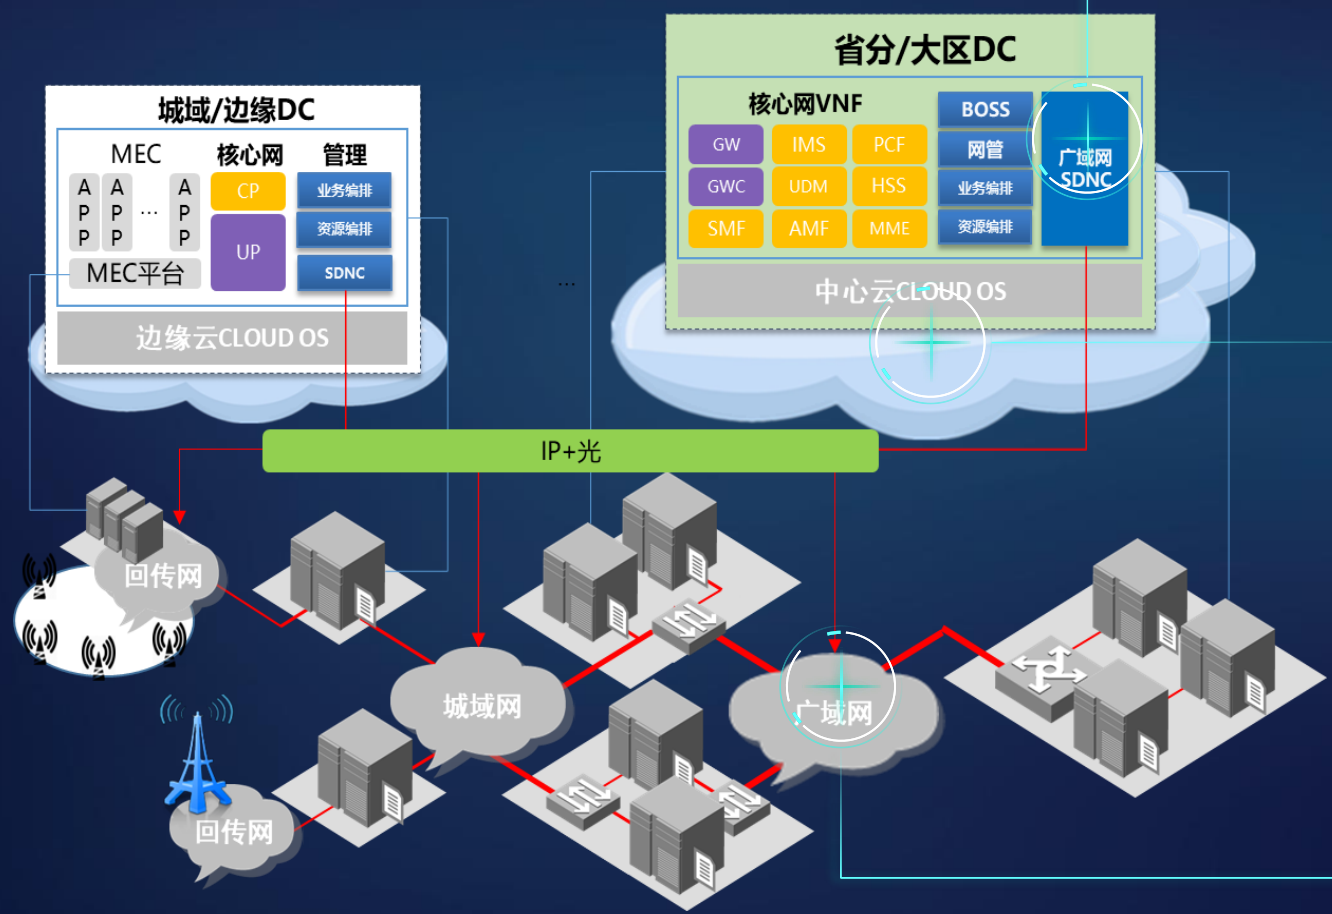 省分/大区DC
核心网VNF
GW
IMS
PCF
GWC
UDM
HSS
SMF
AMF
MME
BOSS
网管
业务编排
资源编排
广域网
SDNC
中心云CLOUD OS
城域/边缘DC
MEC
核心网
管理
APP
APP
...
APP
MEC平台
CP
UP
业务编排
资源编排
SDNC
边缘云CLOUD OS
...
IP+光
回传网
城域网
广域网
回传网